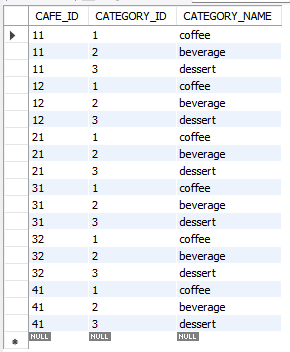 CAFE_ID CATEGORY_ID CATEGORY_NAME
11 1 coffee
11 2 beverage
11 3 dessert
12 1 coffee
12 2 beverage
12 3 dessert
21 1 coffee
21 2 beverage
21 3 dessert
31 1 coffee
31 2 beverage
31 3 dessert
32 1 coffee
32 2 beverage
32 3 dessert
41 1 coffee
41 2 beverage
41 3 dessert
NULL NULL NULL